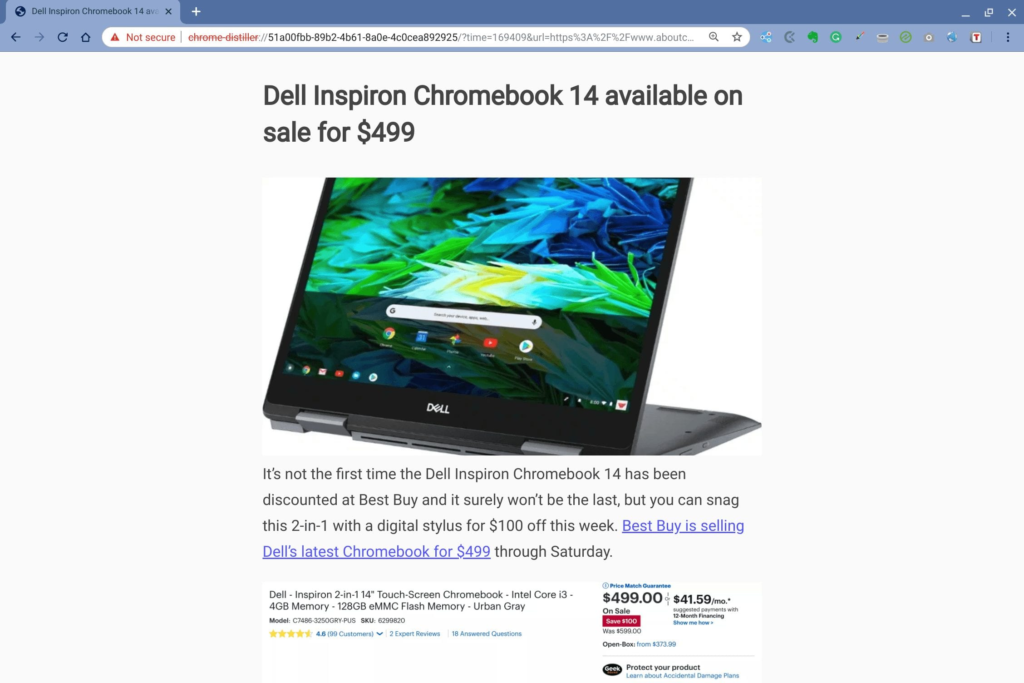 Dell Inspiron Chromebook 14 ava
Not secure
chrome-distiller://51a00fbb-89b2-4b61-8a0e-4c0cea892925/?time=169409&url=https%3A%2F%2Fwww.aboutc...
Dell Inspiron Chromebook 14 available on
sale for $499
Search your device, apps, web...
Play Store
DELL
It's not the first time the Dell Inspiron Chromebook 14 has been
discounted at Best Buy and it surely won't be the last, but you can snag
this 2-in-1 with a digital stylus for $100 off this week. Best Buy is selling
Dell's latest Chromebook for $499 through Saturday.
Dell - Inspiron 2-in-1 14" Touch-Screen Chromebook - Intel Core i3 -
4GB Memory - 128GB eMMC Flash Memory - Urban Gray
Model: C7486-3250GRY-PUS SKU: 6299820
4.6 (99 Customers) 2 Expert Reviews 18 Answered Questions
Price Match Guarantee
$499.00
On Sale
Save $100
Was $599.00
Open-Box: from $373.99
or
$41.59/mo.*
suggested payments with
12-Month Financing
Show me how >
Geek
Protect your product
Learn about Accidental Damage Plans